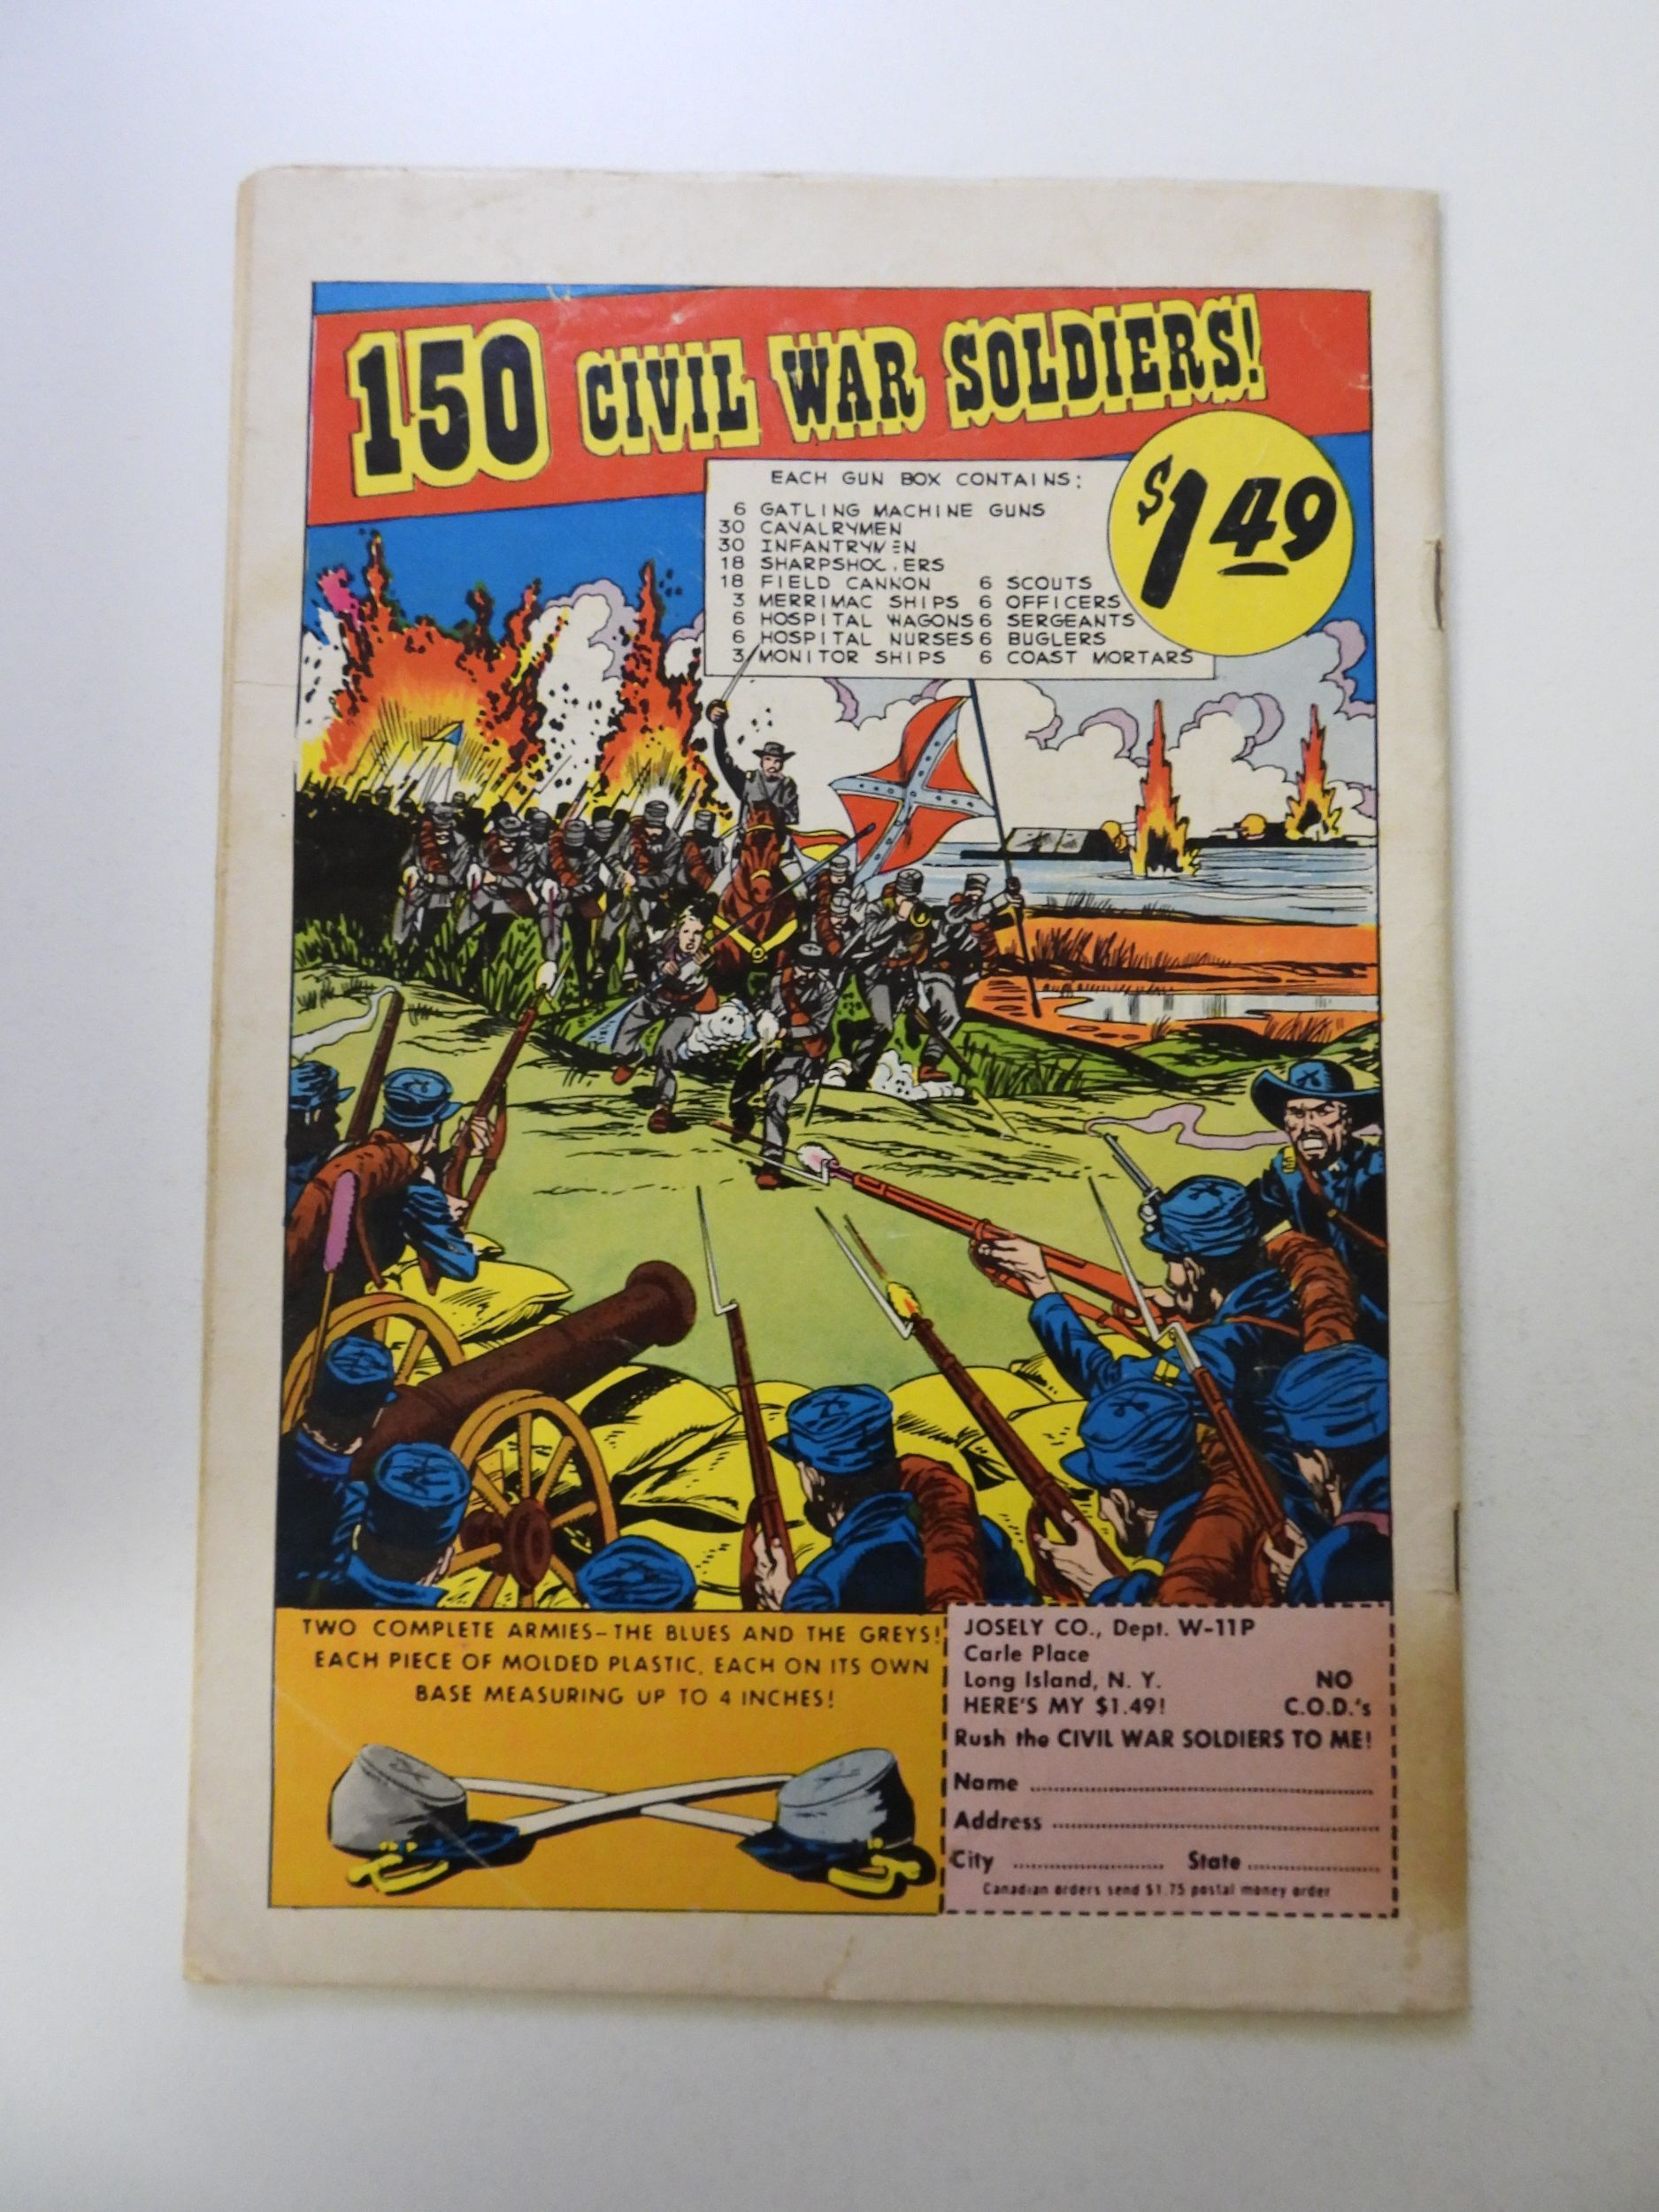 150 CIVIL WAR SOLDIERS!
$1.49
EACH GUN BOX CONTAINS:
6 GATLING MACHINE GUNS
30 CAVALRYMEN
30 INFANTRYMEN
18 SHARPSHOOTERS
18 FIELD CANNON 6 SCOUTS
3 MERRIMAC SHIPS 6 OFFICERS
6 HOSPITAL WAGONS 6 SERGEANTS
6 HOSPITAL NURSES 6 BUGLERS
3 MONITOR SHIPS 6 COAST MORTARS
TWO COMPLETE ARMIES-THE BLUES AND THE GREYS!
EACH PIECE OF MOLDED PLASTIC, EACH ON ITS OWN
BASE MEASURING UP TO 4 INCHES!
JOSELY CO., Dept. W-11P
Carle Place
Long Island, N. Y. NO
HERE'S MY $1.49! C.O.D.'s
Rush the CIVIL WAR SOLDIERS TO ME!
Name
Address
City State
Canadian orders send $1.75 postal money order